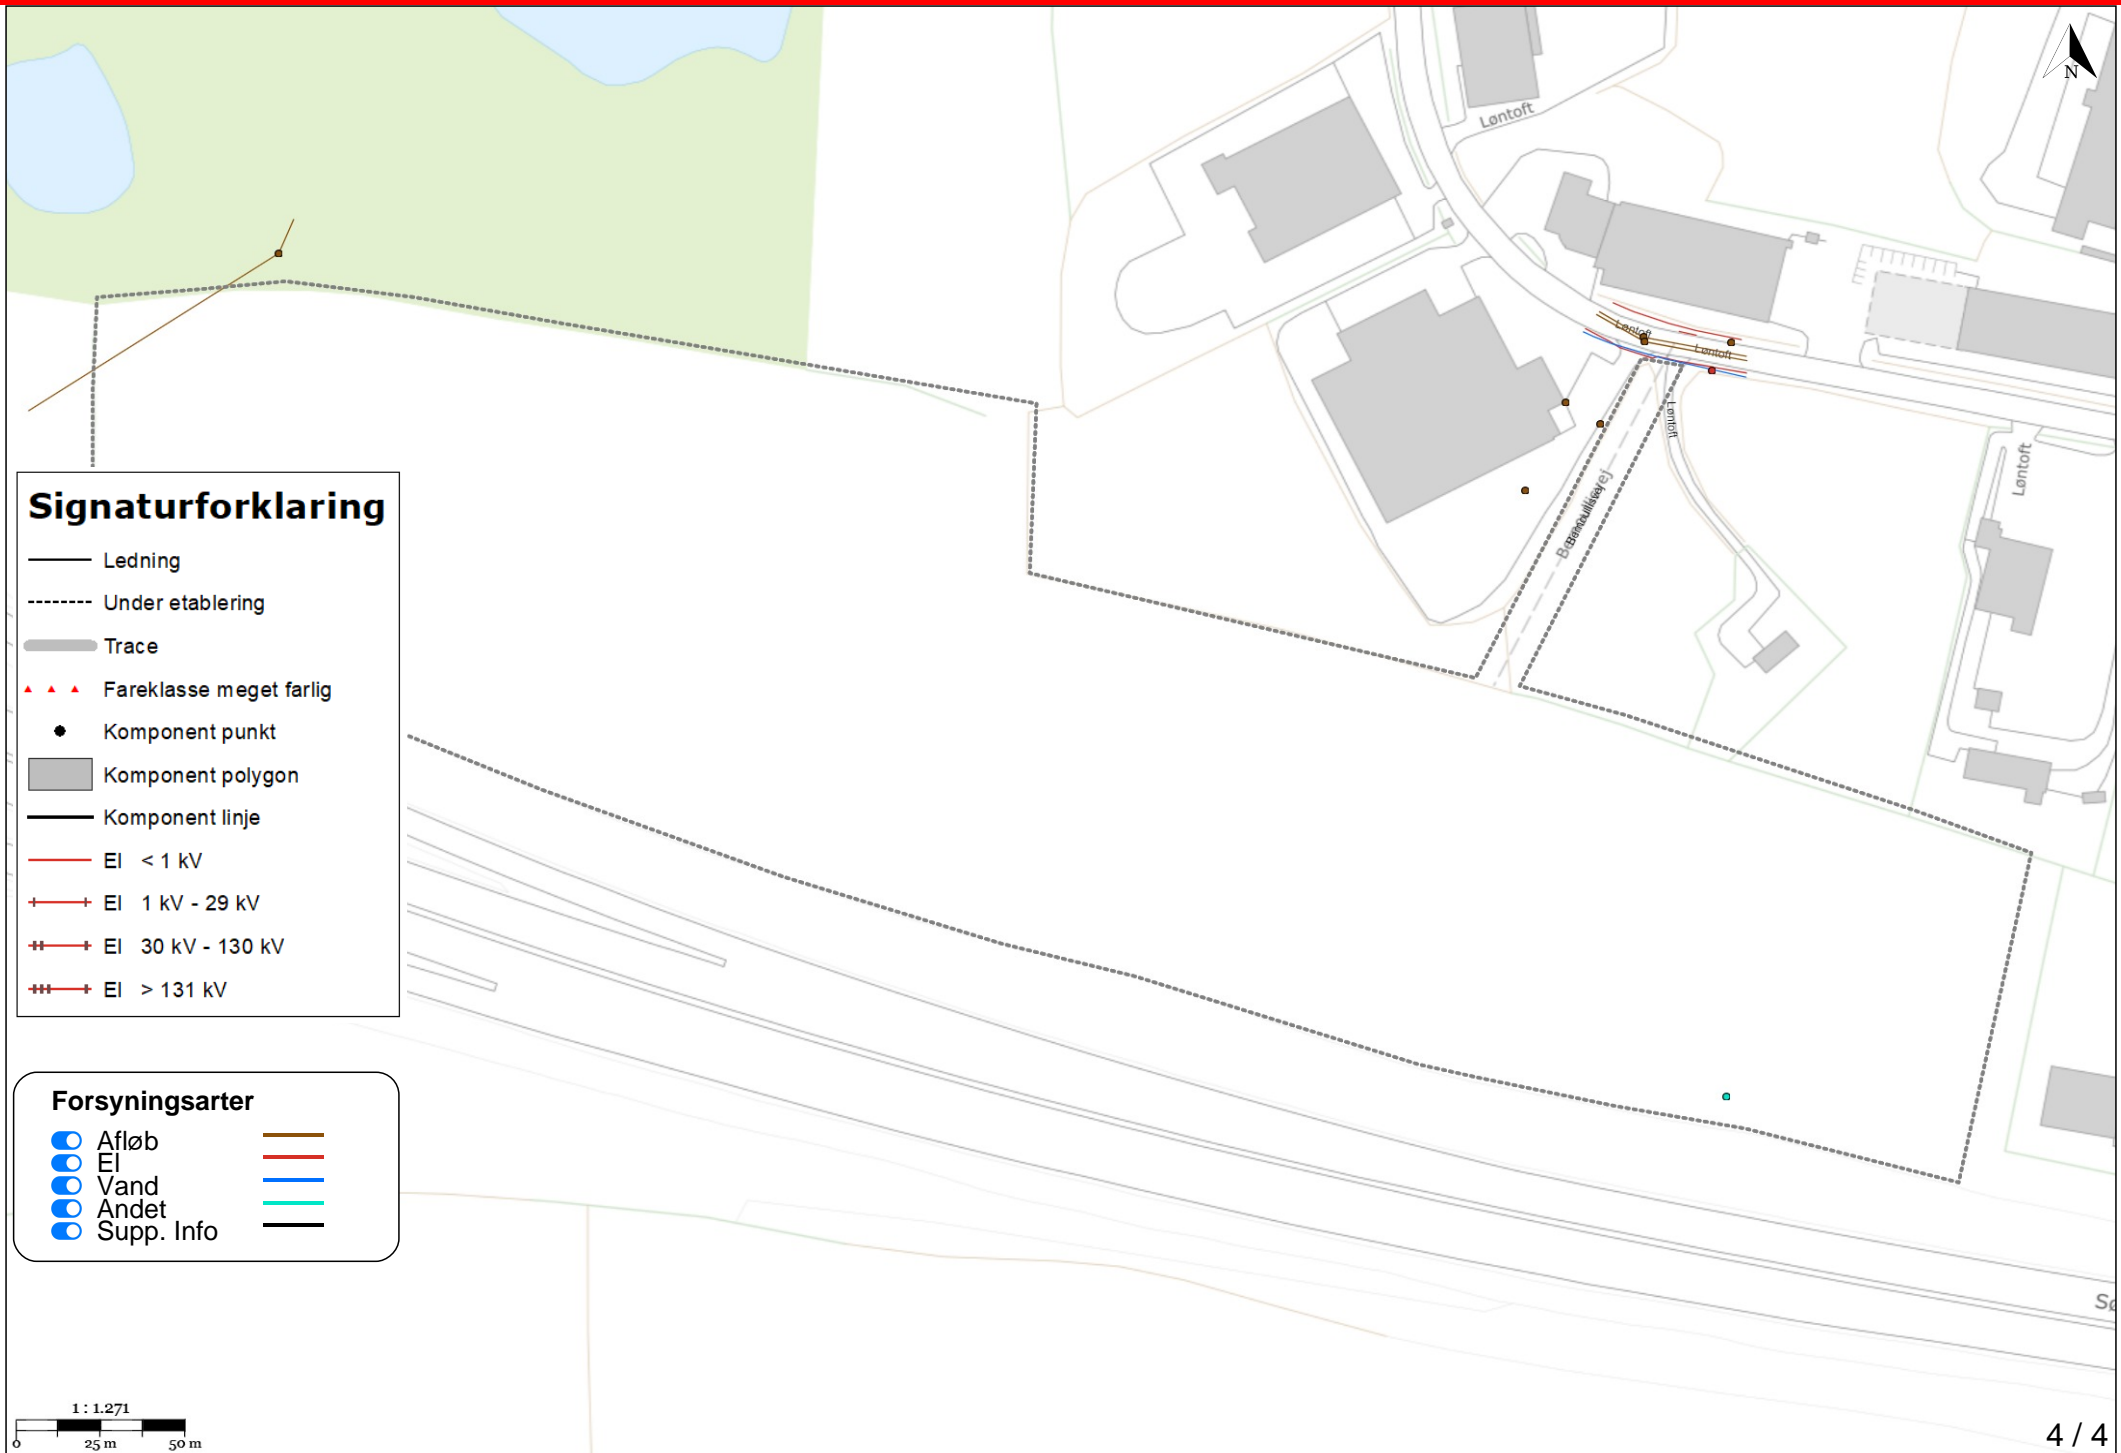 N
Løntoft
Løntoft
Løntoft
Løntoft
Løntoft
Bernoullisvej
Signaturforklaring
Ledning
Under etablering
Trace
Fareklasse meget farlig
Komponent punkt
Komponent polygon
Komponent linje
El < 1 kV
El 1 kV - 29 kV
El 30 kV - 130 kV
El > 131 kV
Forsyningsarter
Afløb
El
Vand
Andet
Supp. Info
Sø
1 : 1.271
0 25 m 50 m
4 / 4